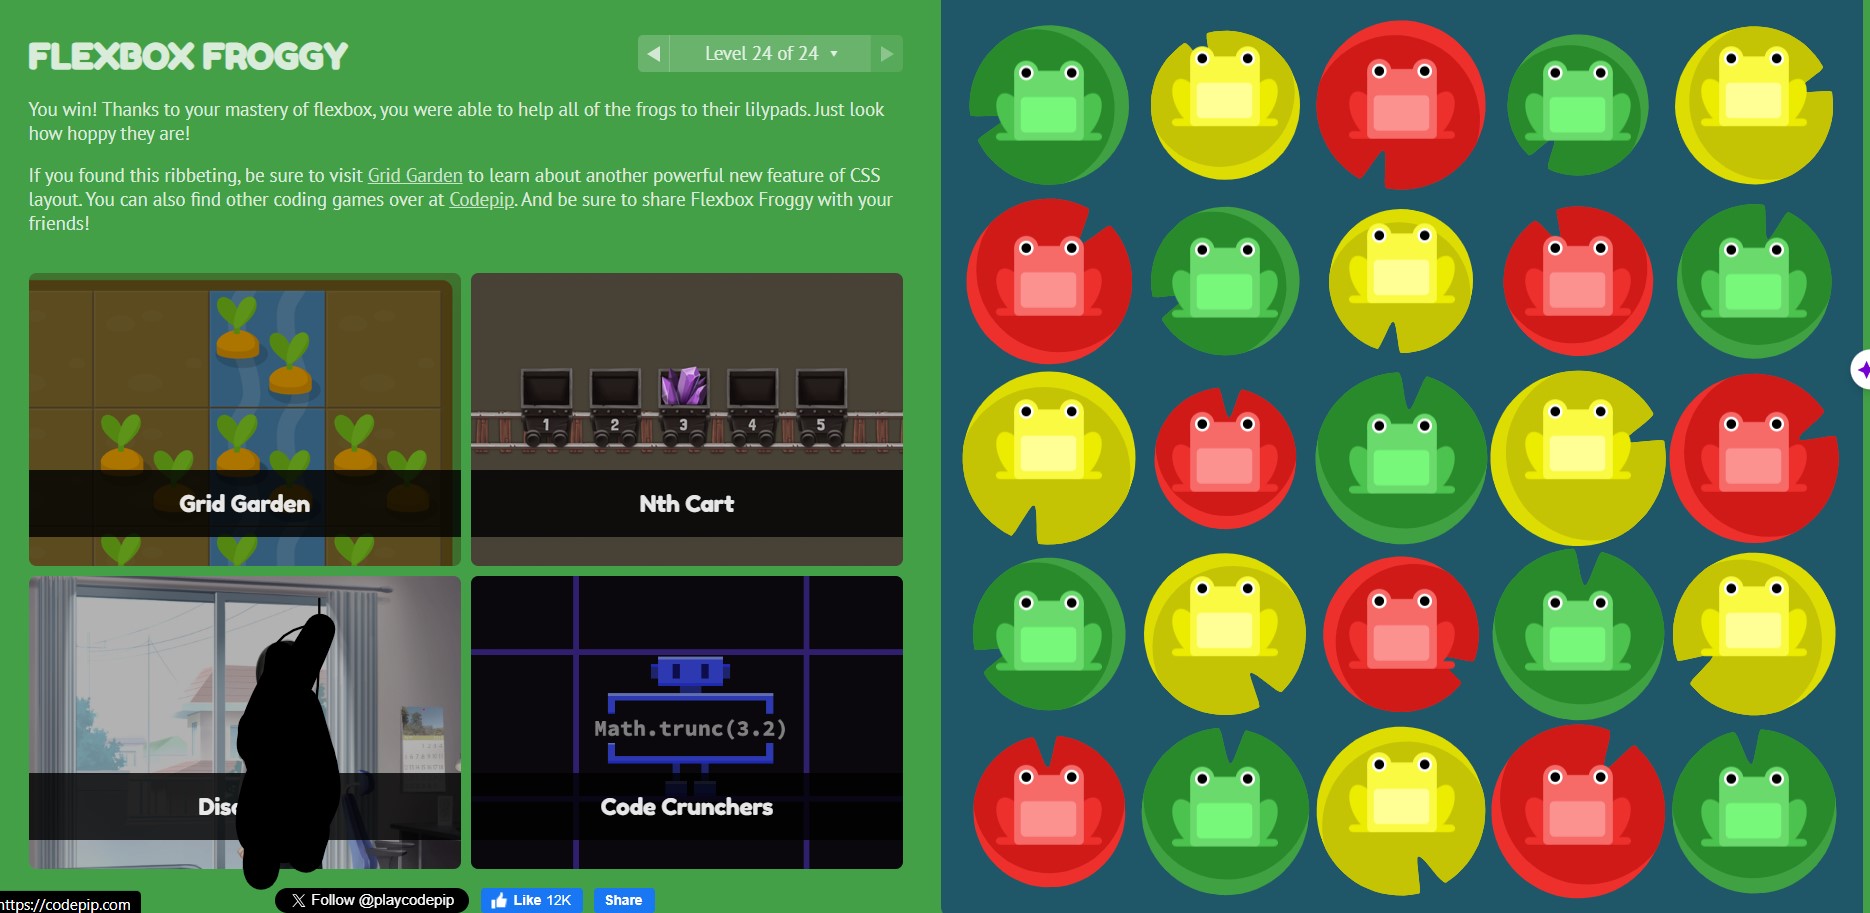 FLEXBOX FROGGY
Level 24 of 24
You win! Thanks to your mastery of flexbox, you were able to help all of the frogs to their lilypads. Just look
how hoppy they are!
If you found this ribbeting, be sure to visit Grid Garden to learn about another powerful new feature of CSS
layout. You can also find other coding games over at Codepip. And be sure to share Flexbox Froggy with your
friends!
1 2 3 4 5
Grid Garden
Nth Cart
Math.trunc(3.2)
Code Crunchers
Follow @playcodepip
Like 12K
Share
https://codepip.com